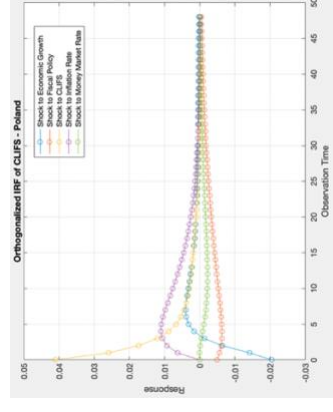 Orthogonalized IRF of CLIFS - Poland
Shock to Economic Growth
Shock to Fiscal Policy
Shock to CLIFS
Shock to Inflation Rate
Shock to Money Market Rate
Response
0.05
0.04
0.03
0.02
0.01
0
-0.01
-0.02
-0.03
0
5
10
15
20
25
30
35
40
45
50
Observation Time